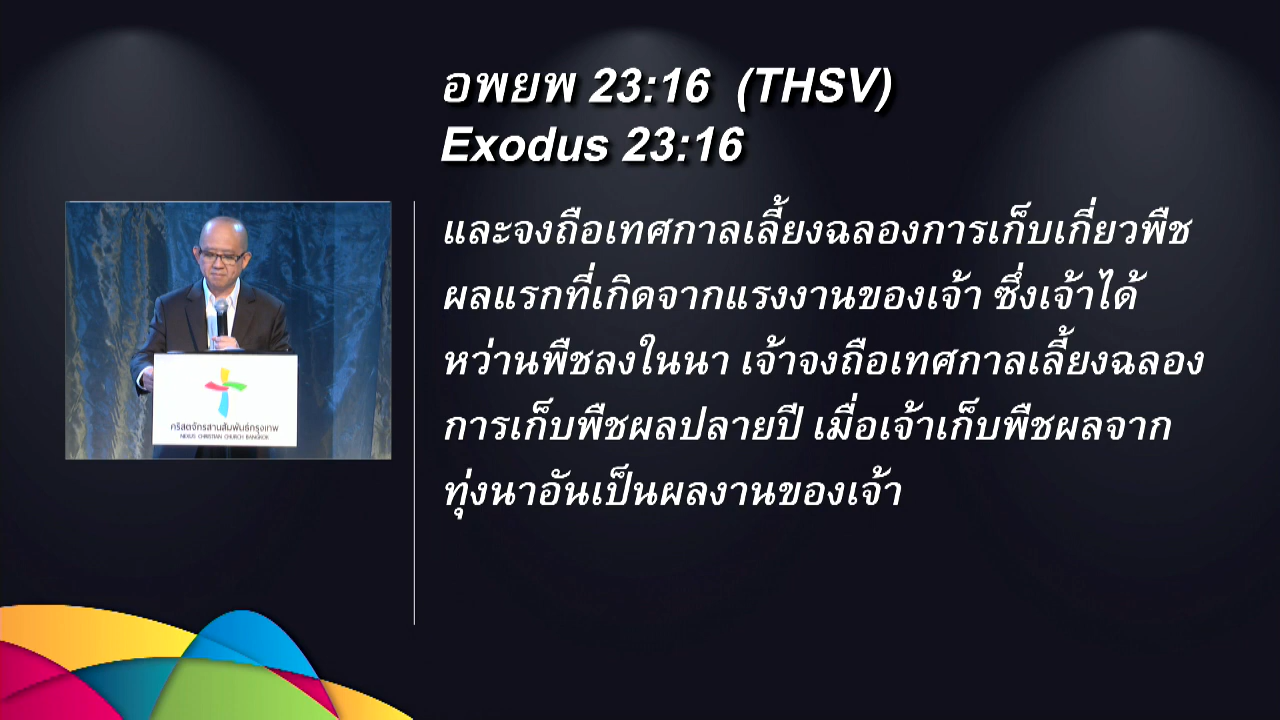 อพยพ 23:16 (THSV)
Exodus 23:16
และจงถือเทศกาลเลี้ยงฉลองการเก็บเกี่ยวพืช
ผลแรกที่เกิดจากแรงงานของเจ้า ซึ่งเจ้าได้
หว่านพืชลงในนา เจ้าจงถือเทศกาลเลี้ยงฉลอง
การเก็บพืชผลปลายปี เมื่อเจ้าเก็บพืชผลจาก
ทุ่งนาอันเป็นผลงานของเจ้า
คริสตจักรสานสัมพันธ์กรุงเทพ
NEXUS CHRISTIAN CHURCH BANGKOK